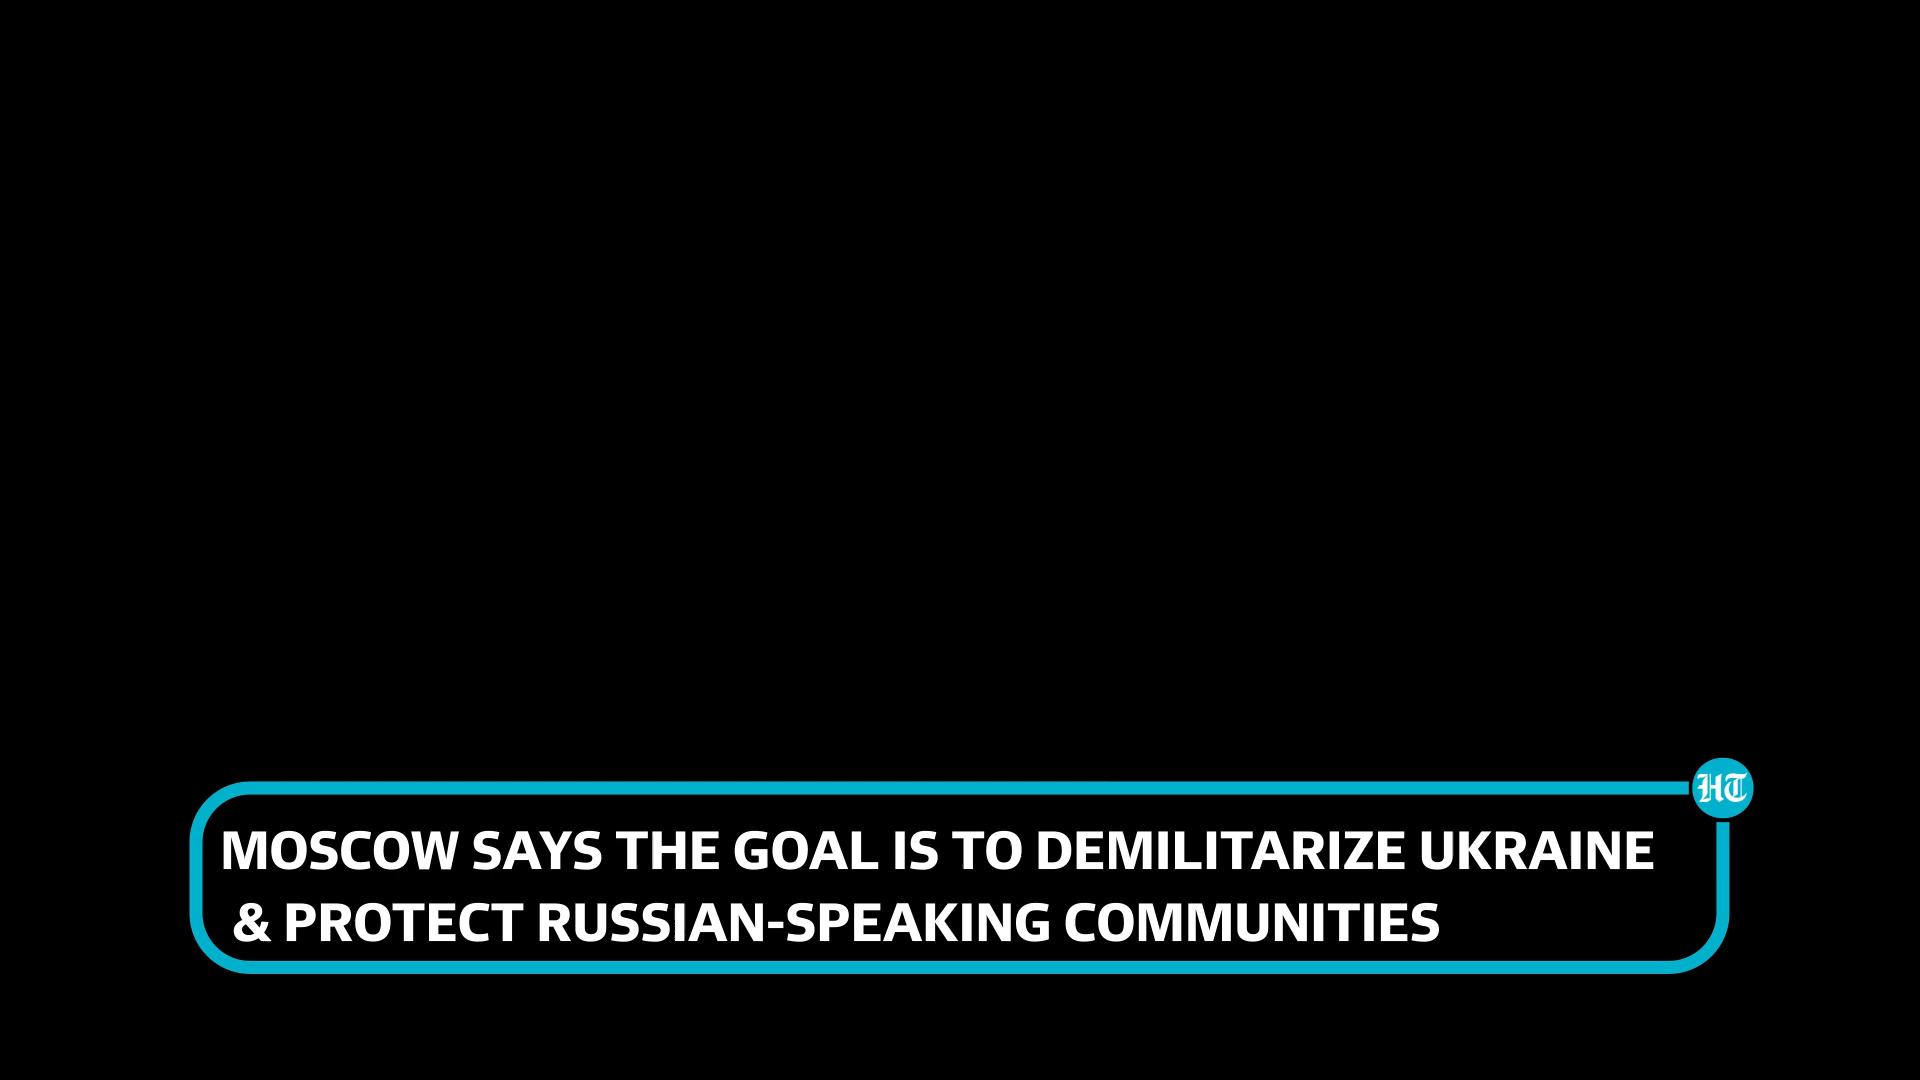 HT
MOSCOW SAYS THE GOAL IS TO DEMILITARIZE UKRAINE
& PROTECT RUSSIAN-SPEAKING COMMUNITIES